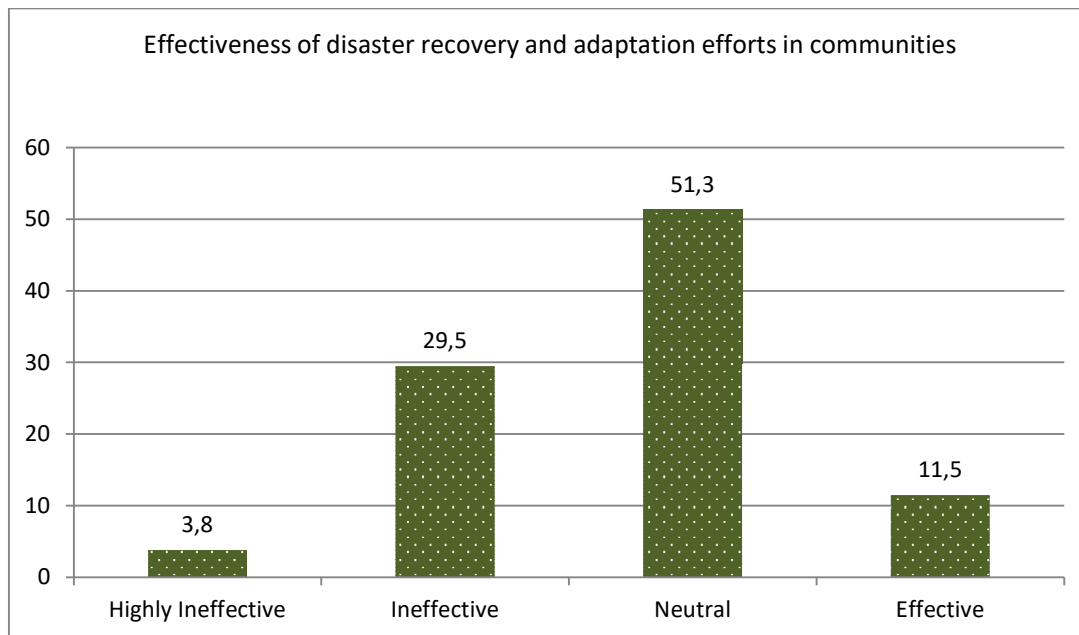 Effectiveness of disaster recovery and adaptation efforts in communities
60
50
40
30
20
10
0
3,8
29,5
51,3
11,5
Highly Ineffective
Ineffective
Neutral
Effective